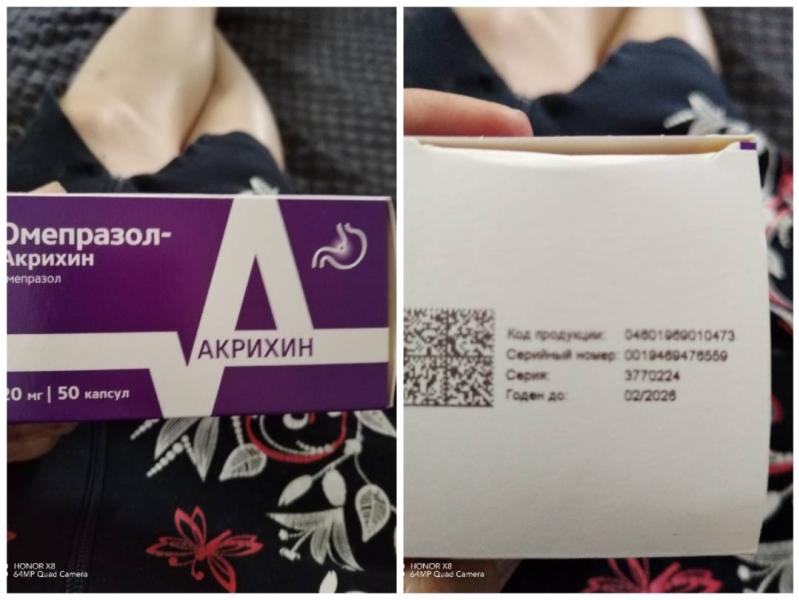 Омепразол-
Акрихин
омепразол
АКРИХИН
20 мг | 50 капсул
HONOR X8
64MP Quad Camera
Код продукции: 04601969010473
Серийный номер: 0019469476559
Серия: 3770224
Годен до: 02/2026
HONOR X8
64MP Quad Camera